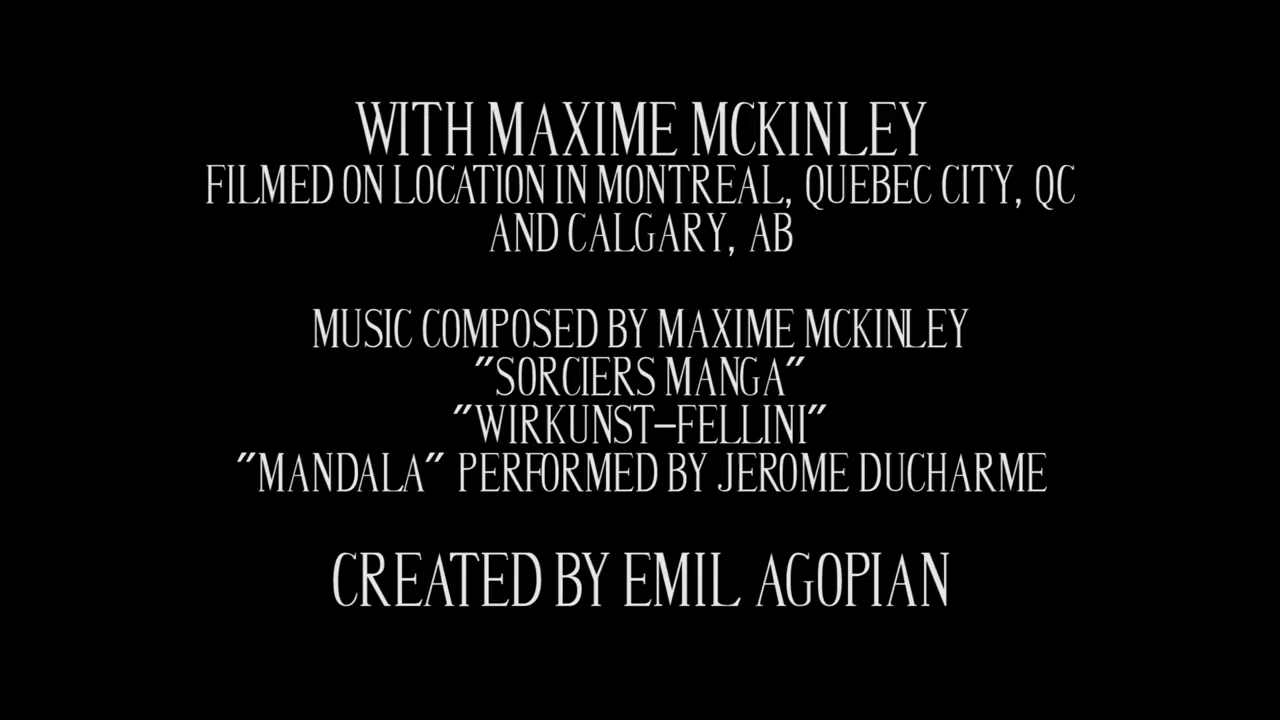 WITH MAXIME MCKINLEY
FILMED ON LOCATION IN MONTREAL, QUEBEC CITY, QC
AND CALGARY, AB
MUSIC COMPOSED BY MAXIME MCKINLEY
"SORCIERS MANGA"
"WIRKUNST-FELLINI"
"MANDALA" PERFORMED BY JEROME DUCHARME
CREATED BY EMIL AGOPIAN